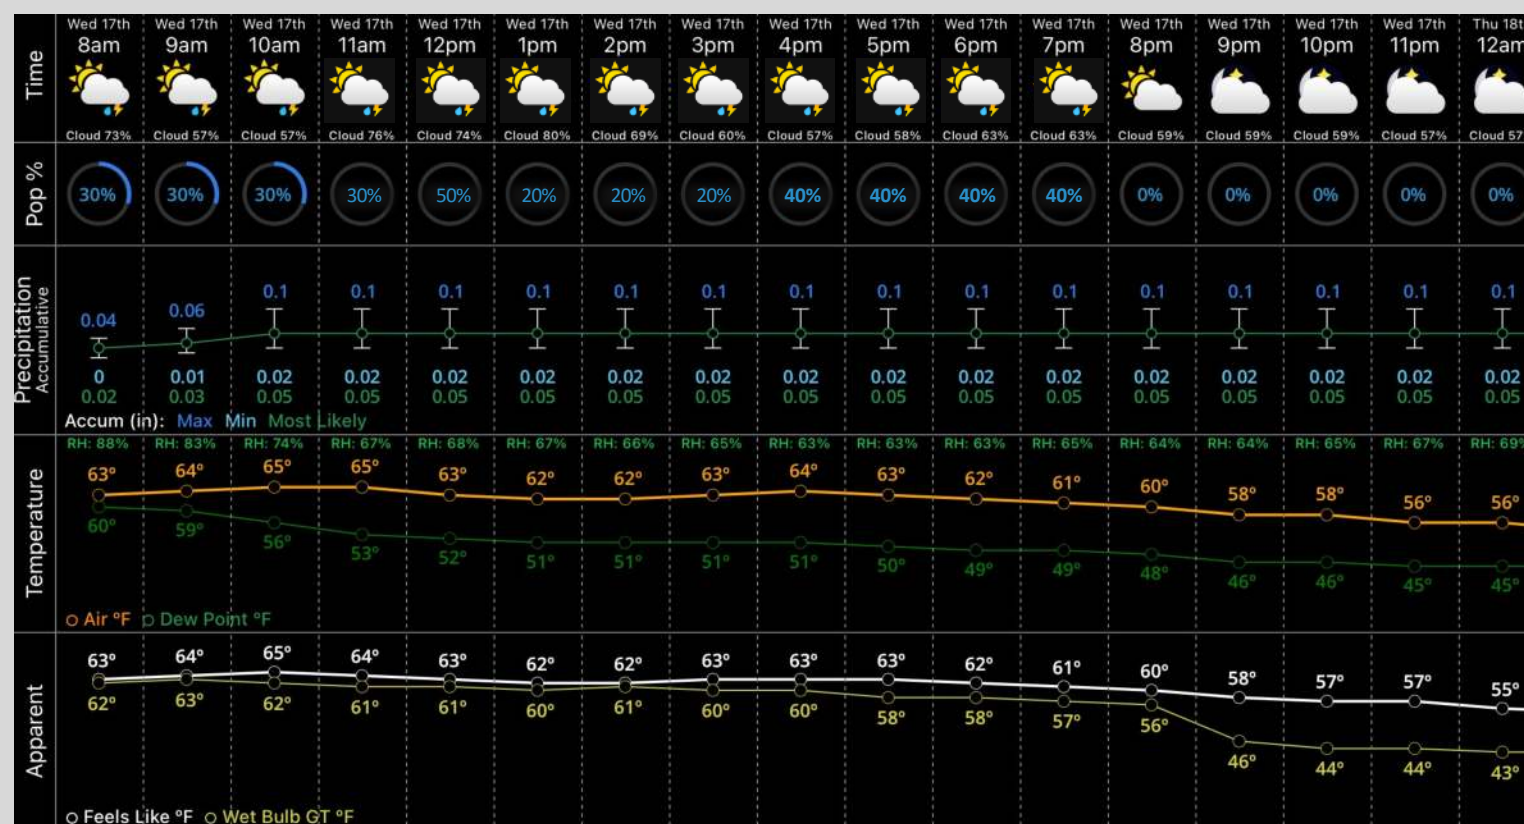 Wed 17th Wed 17th Wed 17th Wed 17th Wed 17th Wed 17th Wed 17th Wed 17th Wed 17th Wed 17th Wed 17th Wed 17th Wed 17th Wed 17th Wed 17th Wed 17th Thu 18th
8am 9am 10am 11am 12pm 1pm 2pm 3pm 4pm 5pm 6pm 7pm 8pm 9pm 10pm 11pm 12am
Time
Cloud 73% Cloud 57% Cloud 57% Cloud 76% Cloud 74% Cloud 80% Cloud 69% Cloud 60% Cloud 57% Cloud 58% Cloud 63% Cloud 63% Cloud 59% Cloud 59% Cloud 59% Cloud 57% Cloud 57
Pop %
30% 30% 30% 30% 50% 20% 20% 20% 40% 40% 40% 40% 0% 0% 0% 0% 0%
Precipitation
Accumulative
0.04 0.06 0.1 0.1 0.1 0.1 0.1 0.1 0.1 0.1 0.1 0.1 0.1 0.1 0.1 0.1 0.1
0 0.01 0.02 0.02 0.02 0.02 0.02 0.02 0.02 0.02 0.02 0.02 0.02 0.02 0.02 0.02 0.02
0.02 0.03 0.05 0.05 0.05 0.05 0.05 0.05 0.05 0.05 0.05 0.05 0.05 0.05 0.05 0.05 0.05
Accum (in): Max Min Most Likely
RH: 88% RH: 83% RH: 74% RH: 67% RH: 68% RH: 67% RH: 66% RH: 65% RH: 63% RH: 63% RH: 63% RH: 65% RH: 64% RH: 64% RH: 65% RH: 67% RH: 69%
Temperature
63° 64° 65° 65° 63° 62° 62° 63° 64° 63° 62° 61° 60° 58° 58° 56° 56°
60° 59° 56° 53° 52° 51° 51° 51° 51° 50° 49° 49° 48° 46° 46° 45° 45°
Air °F Dew Point °F
Apparent
63° 64° 65° 64° 63° 62° 62° 63° 63° 63° 62° 61° 60° 58° 57° 57° 55°
62° 63° 62° 61° 61° 60° 61° 60° 60° 58° 58° 57° 56° 46° 44° 44° 43°
Feels Like °F Wet Bulb GT °F